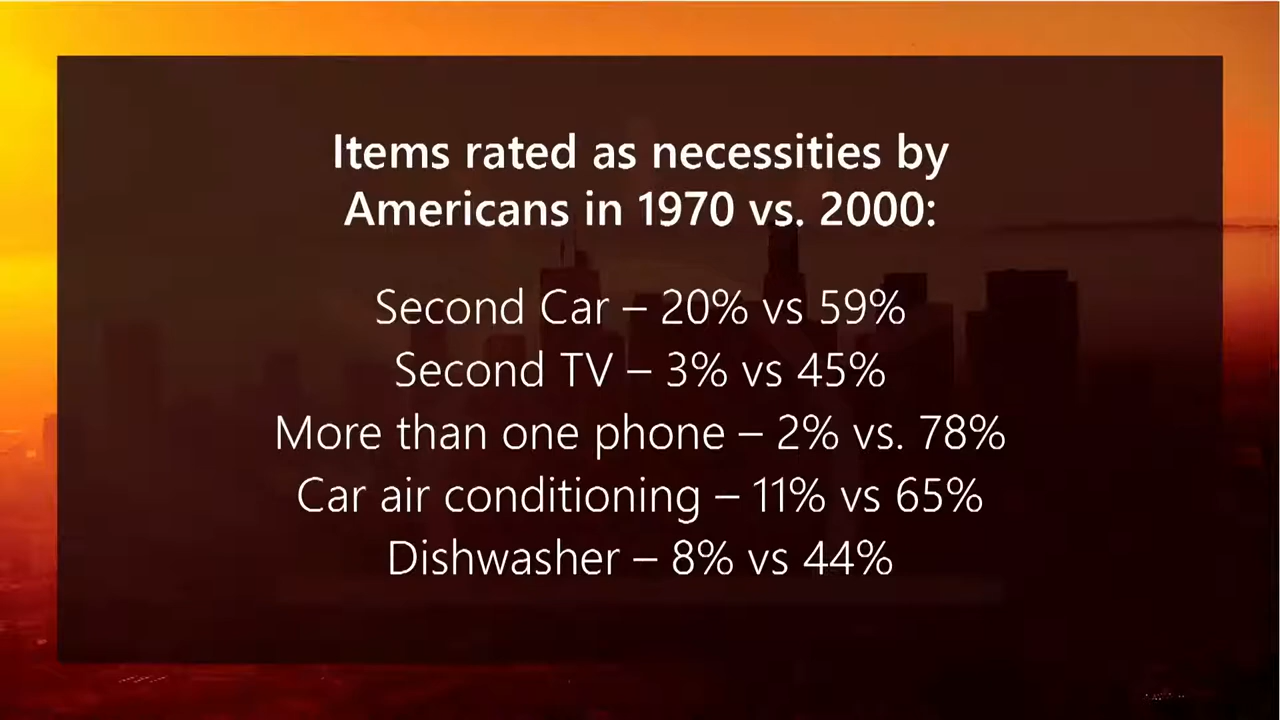 Items rated as necessities by
Americans in 1970 vs. 2000:
Second Car – 20% vs 59%
Second TV – 3% vs 45%
More than one phone – 2% vs. 78%
Car air conditioning – 11% vs 65%
Dishwasher – 8% vs 44%